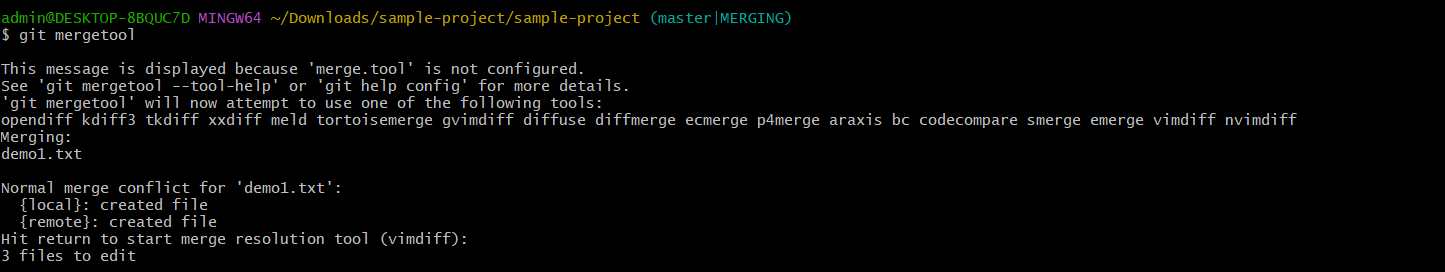 admin@DESKTOP-8BQUC7D MINGW64 ~/Downloads/sample-project/sample-project (master|MERGING)
$ git mergetool
This message is displayed because 'merge.tool' is not configured.
See 'git mergetool --tool-help' or 'git help config' for more details.
'git mergetool' will now attempt to use one of the following tools:
opendiff kdiff3 tkdiff xxdiff meld tortoisemerge gvimdiff diffuse diffmerge ecmerge p4merge araxis bc codecompare smerge emerge vimdiff nvimdiff
Merging:
demo1.txt
Normal merge conflict for 'demo1.txt':
  {local}: created file
  {remote}: created file
Hit return to start merge resolution tool (vimdiff):
3 files to edit